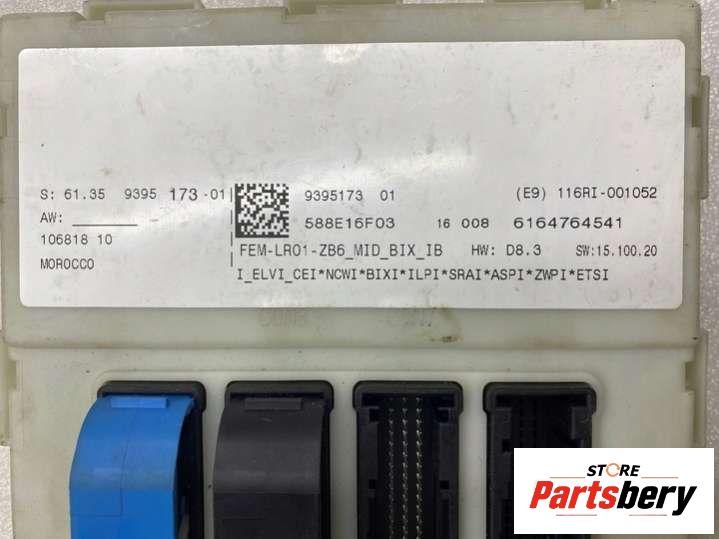 S: 61.35 9395 173-01
9395173 01
(E9) 116RI-001052
AW:
588E16F03
16 008
6164764541
106818 10
FEM-LR01-ZB6_MID_BIX_IB
HW: D8.3
SW:15.100.20
MOROCCO
I_ELVI_CEI*NCWI*BIXI*ILPI*SRAI*ASPI*ZWPI*ETSI
STORE
Partsbery